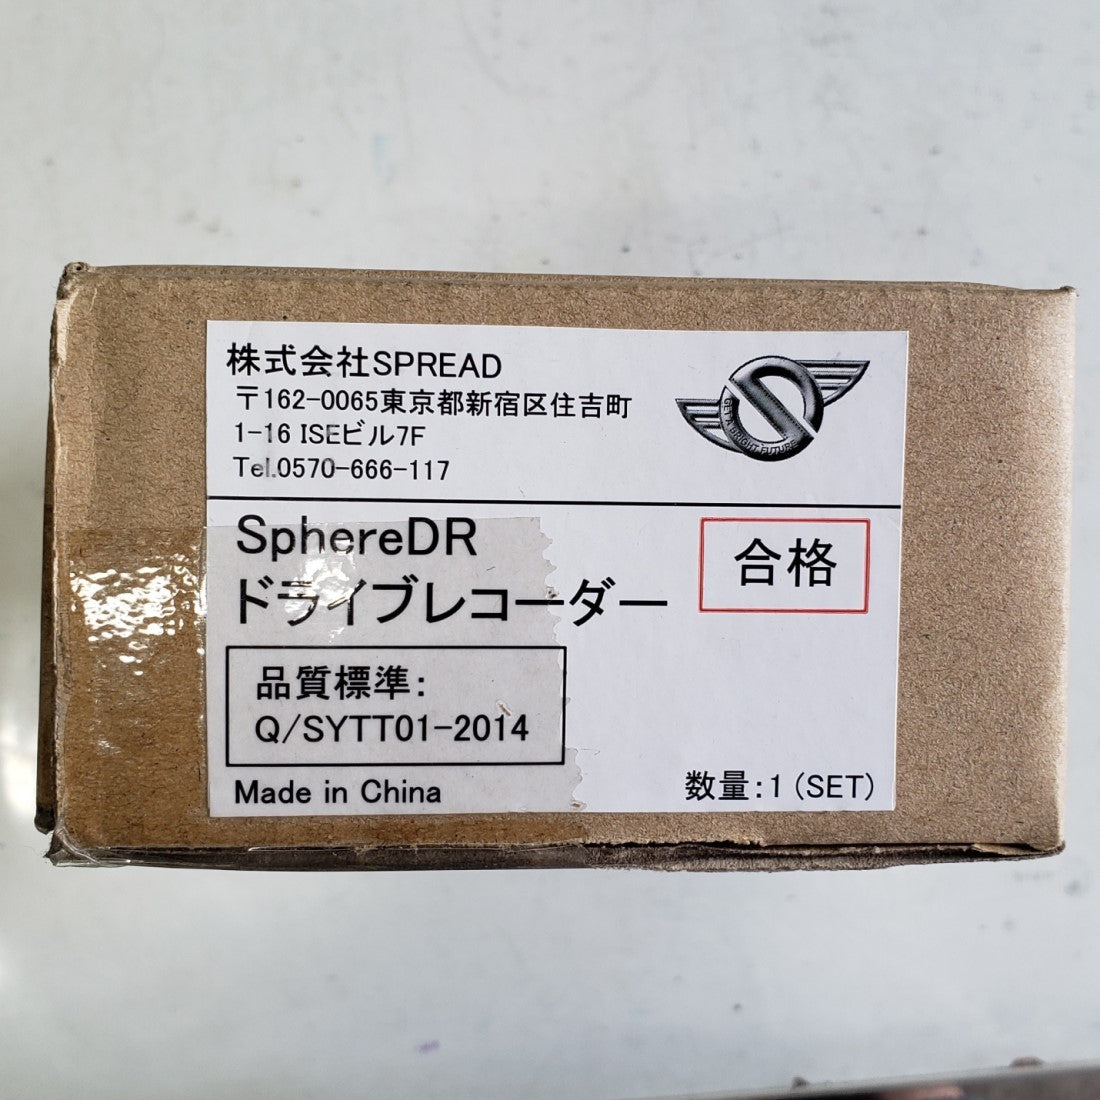 株式会社SPREAD
〒162-0065東京都新宿区住吉町
1-16 ISEビル7F
Tel.0570-666-117
GET A BRIGHT FUTURE
SphereDR
合格
ドライブレコーダー
品質標準:
Q/SYTT01-2014
Made in China
数量:1(SET)